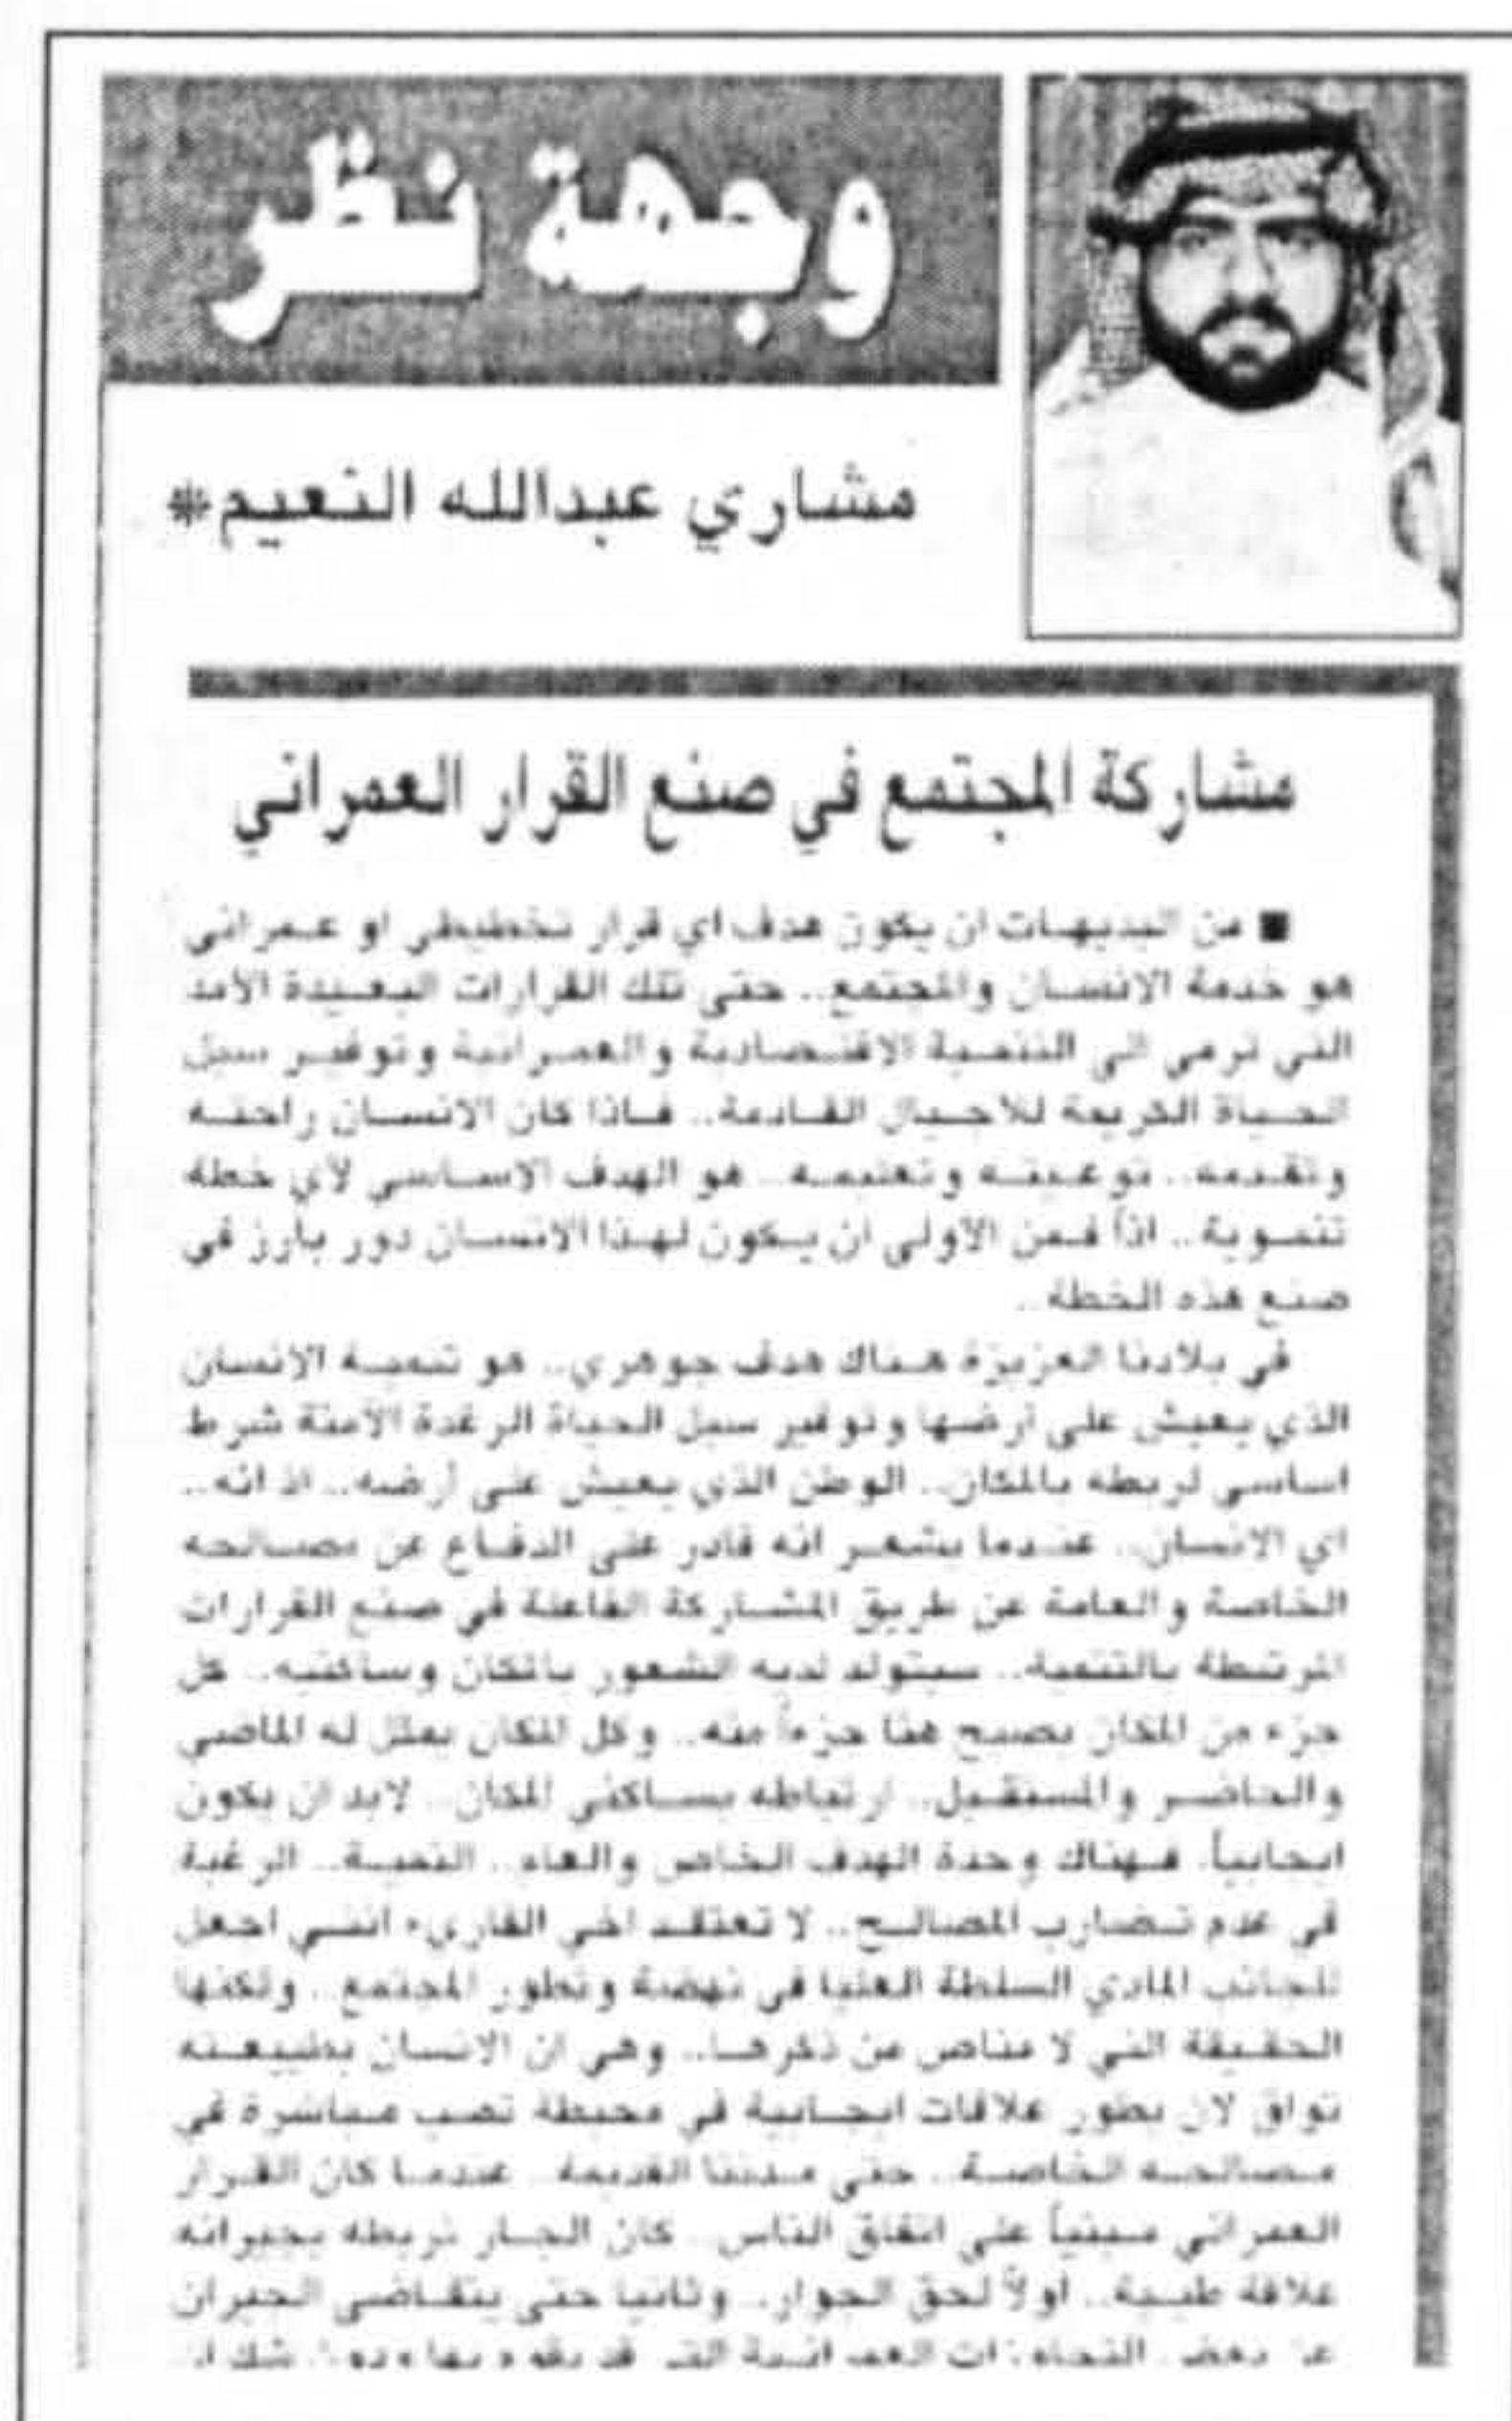 وجهة نظر
مشاري عبدالله النعيم*
مشاركة المجتمع في صنع القرار العمراني
■ من البديهيات ان يكون هدف اي قرار تخطيطي او عمراني
هو خدمة الانسان والمجتمع.. حتى تلك القرارات البعيدة الأمد
التي ترمي الى التنمية الاقتصادية والعمرانية وتوفير سبل
الحياة الكريمة للاجيال القادمة.. فاذا كان الانسان راحته
وتقدمه.. توعيته وتعليمه.. هو الهدف الاساسي لأي خطة
تنموية.. اذاً فمن الاولى ان يكون لهذا الانسان دور بارز في
صنع هذه الخطة..
في بلادنا العزيزة هناك هدف جوهري.. هو تنمية الانسان
الذي يعيش على ارضها وتوفير سبل الحياة الرغدة الآمنة شرط
اساسي لربطه بالمكان.. الوطن الذي يعيش على أرضه.. اذ انه..
اي الانسان.. عندما يشعر انه قادر على الدفاع عن مصالحه
الخاصة والعامة عن طريق المشاركة الفاعلة في صنع القرارات
المرتبطة بالتنمية.. سيتولد لديه الشعور بالمكان وساكنيه.. كل
جزء من المكان يصبح هنا جزءاً منه.. وكل المكان يمثل له الماضي
والحاضر والمستقبل.. ارتباطه بساكني المكان.. لابد ان يكون
ايجابياً. فهناك وحدة الهدف الخاص والعام.. التنمية.. الرغبة
في عدم تضارب المصالح.. لا تعتقد اخي القاريء انني اجعل
للجانب المادي السلطة العليا في نهضة وتطور المجتمع.. ولكنها
الحقيقة التي لا مناص من ذكرها.. وهي ان الانسان بطبيعته
تواق لان يطور علاقات ايجابية في محيطة تصب مباشرة في
مصالحه الخاصة.. حتى مدننا القديمة.. عندما كان القرار
العمراني مبنياً على اتفاق الناس.. كان الجار تربطه بجيرانه
علاقة طيبة.. اولاً لحق الجوار.. وثانيا حتى يتغاضى الجيران
عن بعض التجاوزات العمرانية التي قد يقوم بها